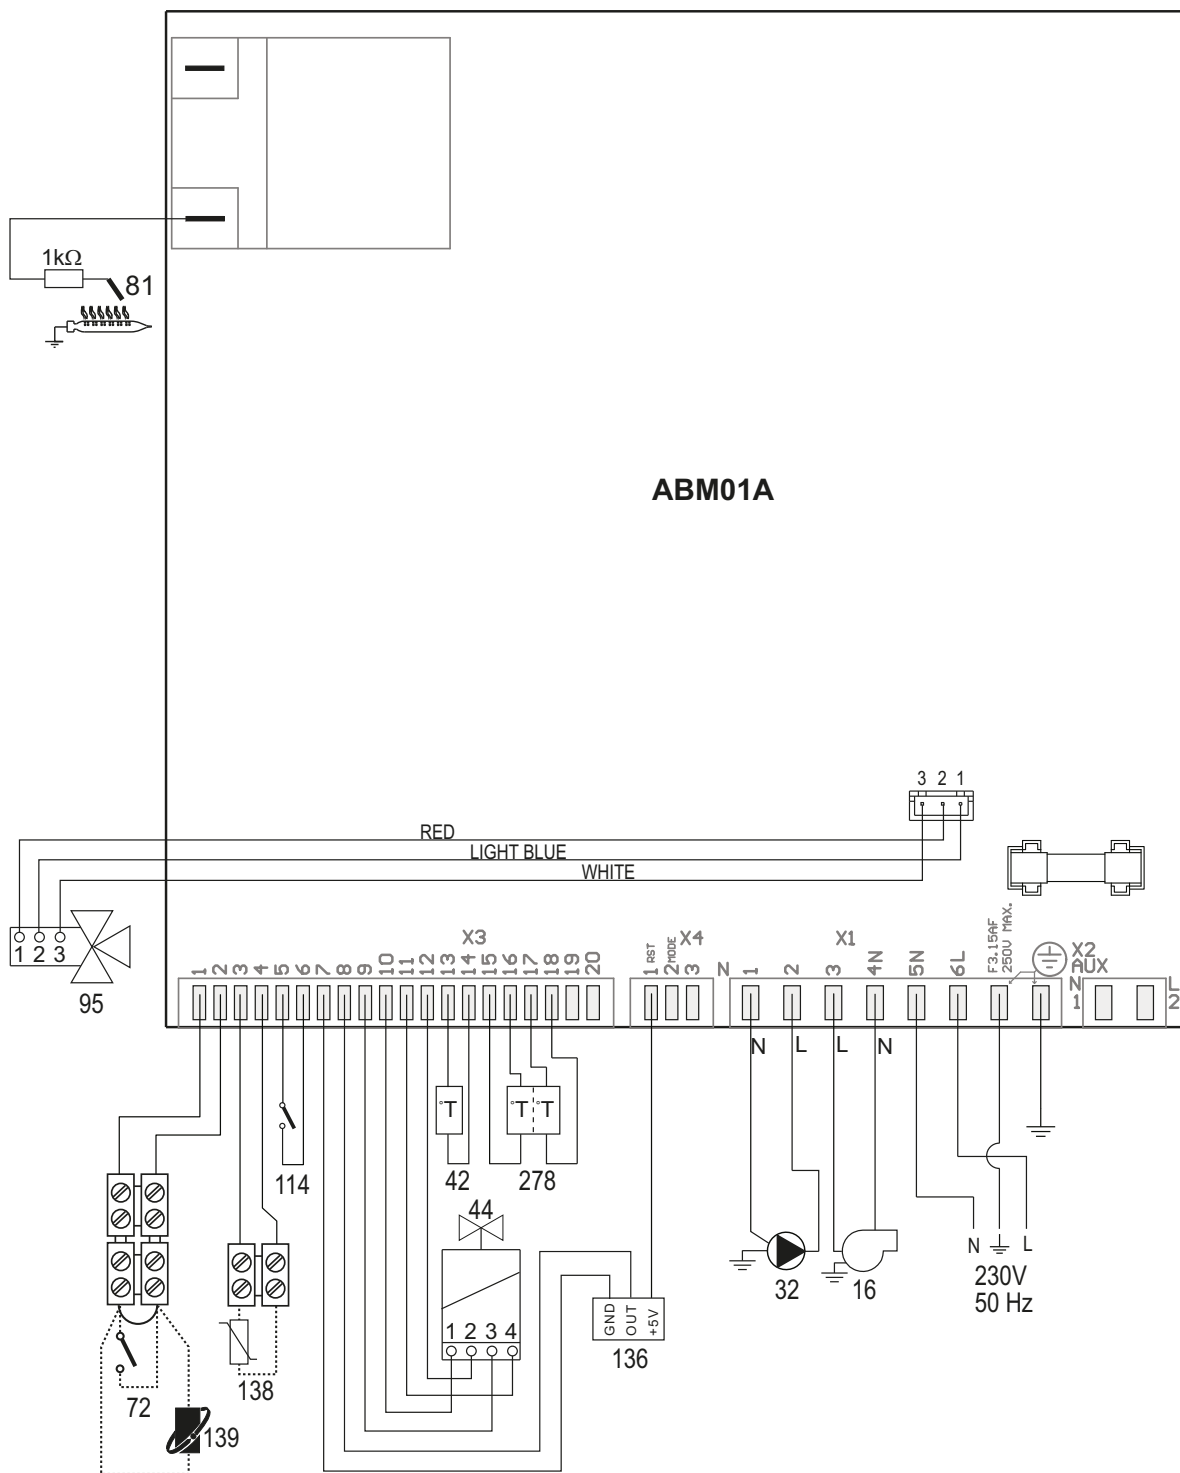 1kΩ
81
ABM01A
3 2 1
RED
LIGHT BLUE
WHITE
1 2 3
95
X3
1 2 3 4 5 6 7 8 9 10 11 12 13 14 15 16 17 18 19 20
X4
1 RST
2 MODE
3
X1
N 1 2 3 4N 5N 6L
F3.15AF
250V MAX.
X2
AUX
N
1
L
2
N L L N
°T °T °T
114 42 278
44
1 2 3 4
GND
OUT
+5V
136
32 16
N L
230V
50 Hz
72
138
139